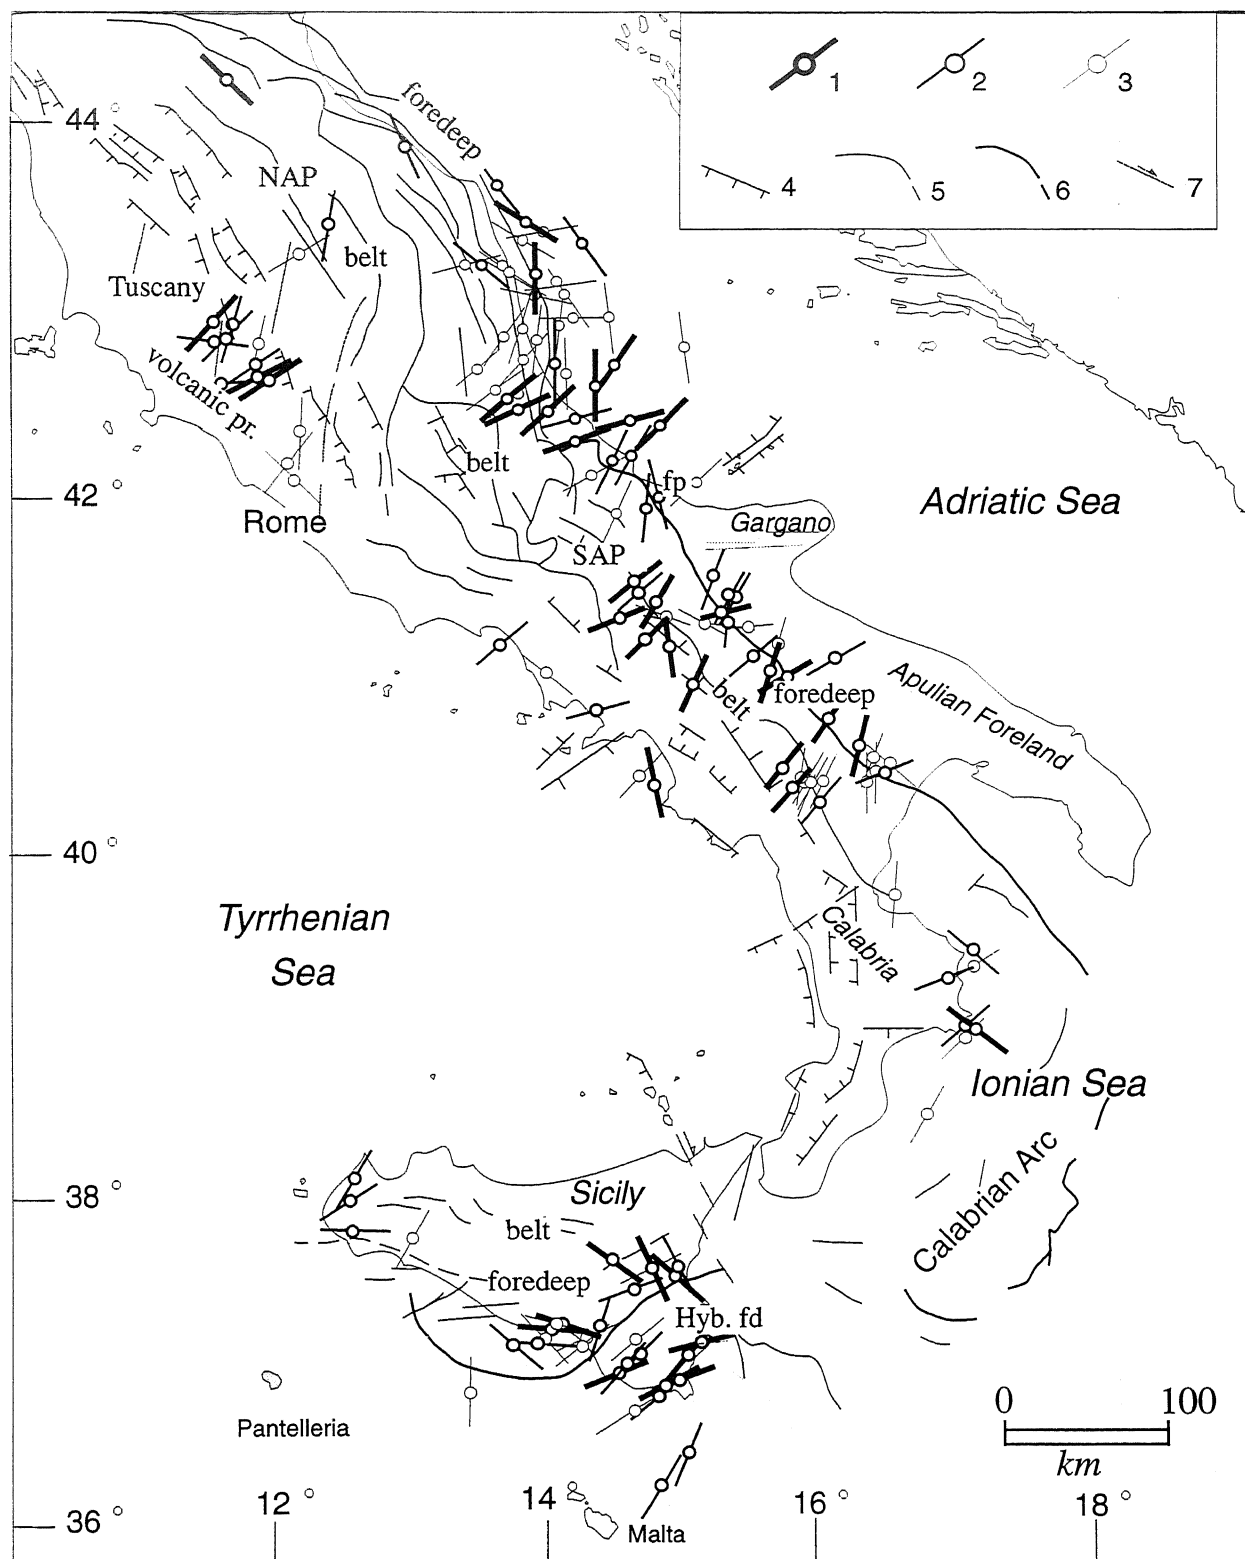 1
2
3
4
5
6
7
44 °
foredeep
NAP
belt
Tuscany
volcanic pr.
belt
fp
42 °
Rome
Adriatic Sea
Gargano
SAP
belt
foredeep
Apulian Foreland
40 °
Tyrrhenian
Sea
Calabria
Ionian Sea
Calabrian Arc
38 °
Sicily
belt
foredeep
Hyb. fd
Pantelleria
0 100
km
12 °
14 °
16 °
18 °
36 °
Malta